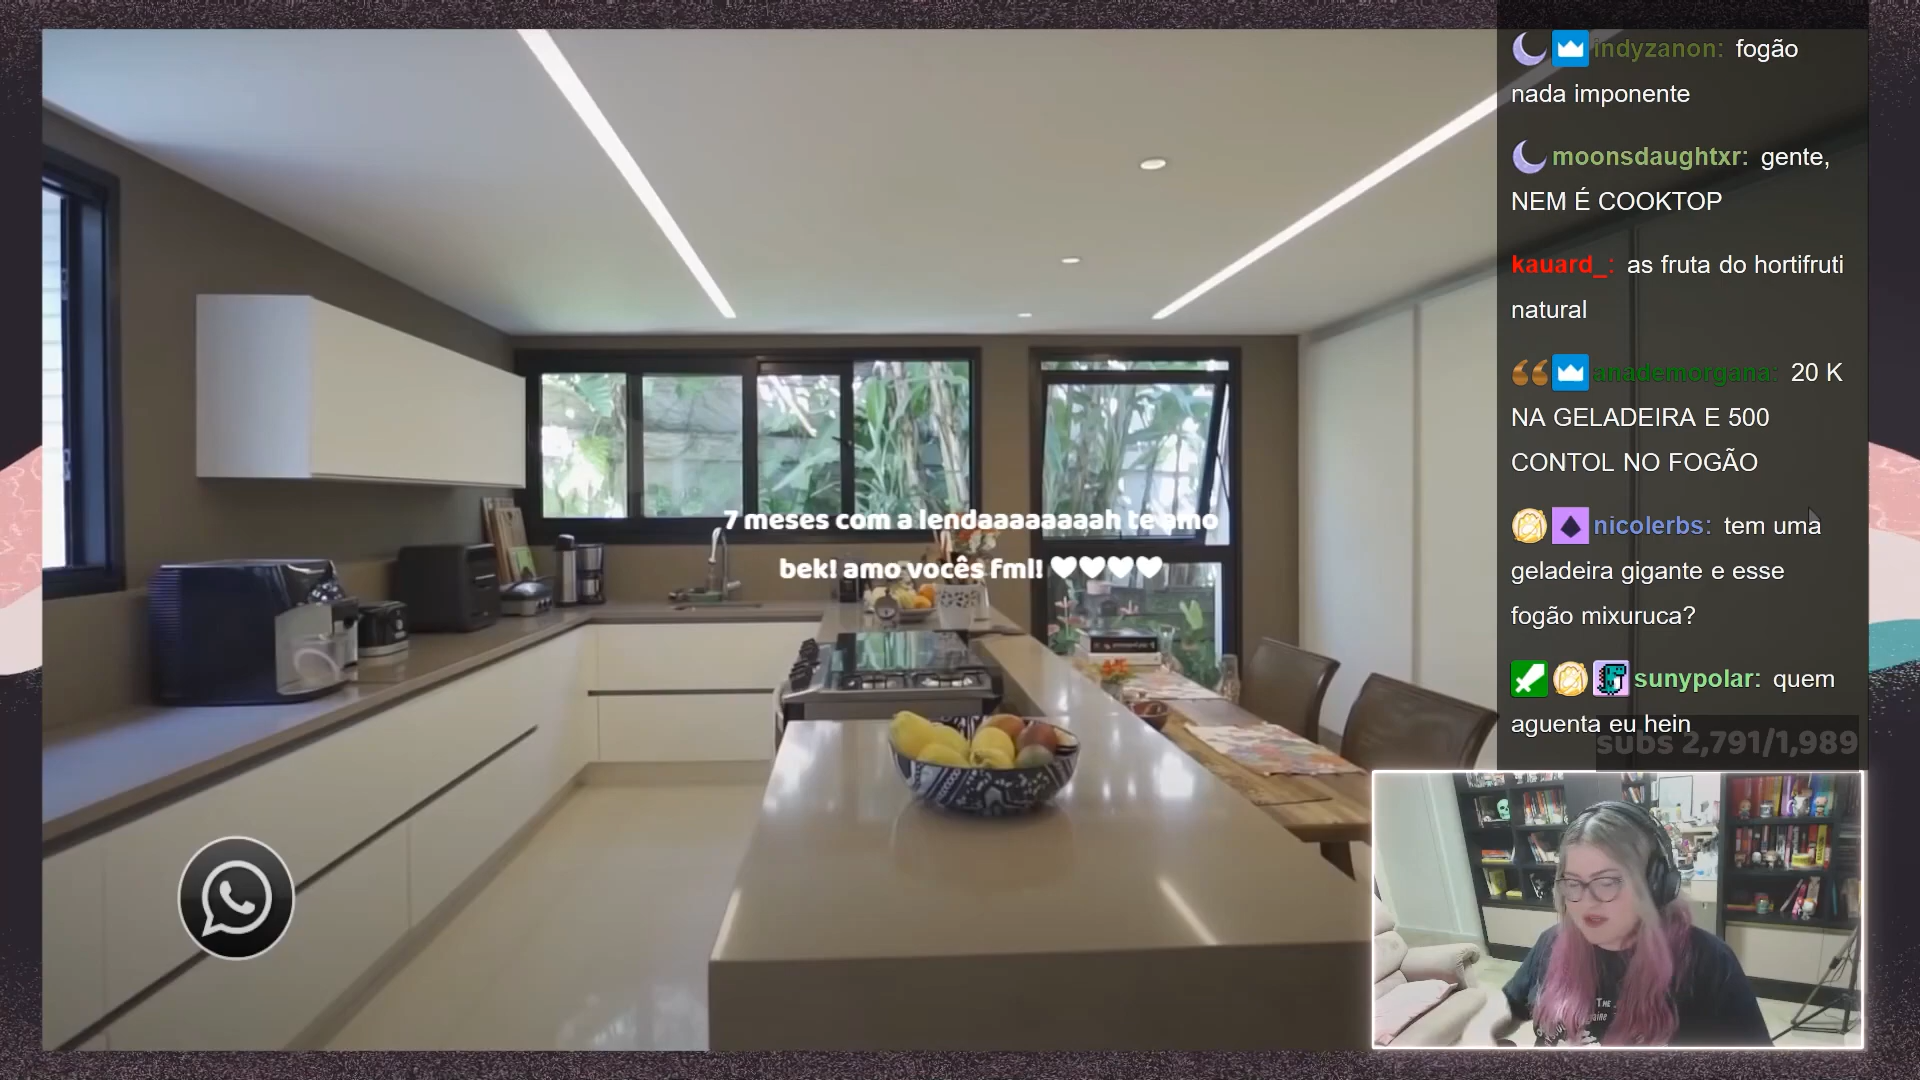 indyzanon: fogão
nada imponente
moonsdaughtxr: gente,
NEM É COOKTOP
kauard_: as fruta do hortifruti
natural
anademorgana: 20 K
NA GELADEIRA E 500
CONTOL NO FOGÃO
nicolerbs: tem uma
geladeira gigante e esse
fogão mixuruca?
sunypolar: quem
aguenta eu hein
subs 2,791/1,989
7 meses com a lendaaaaaaaah te amo
bek! amo vocês fml! ♥♥♥♥